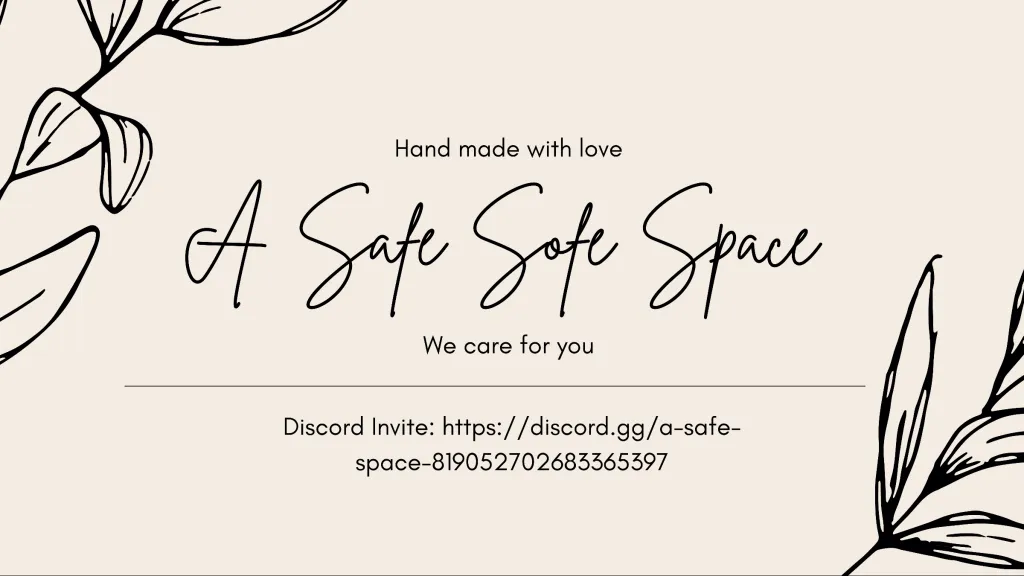 Hand made with love
A Safe Sofe Space
We care for you
Discord Invite: https://discord.gg/a-safe-
space-819052702683365397